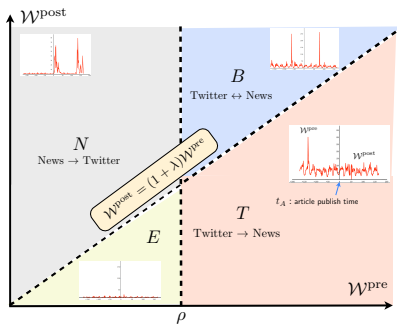 𝒲^post
B
Twitter ↔ News
N
News → Twitter
𝒲^post = (1 + λ)𝒲^pre
𝒲^pre
𝒲^post
t_A : article publish time
T
Twitter → News
E
𝒲^pre
ρ